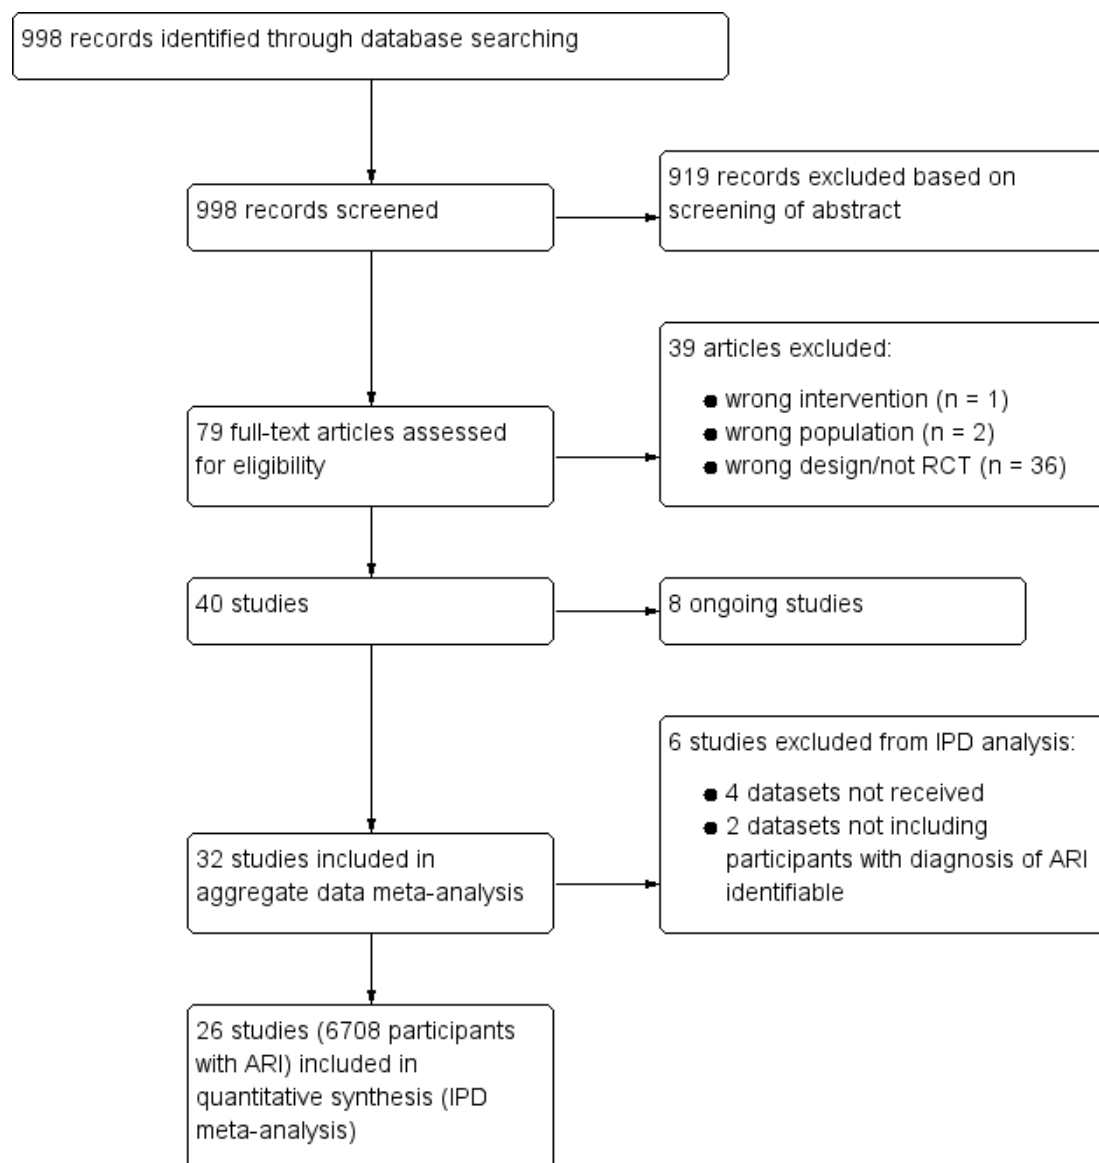 998 records identified through database searching
998 records screened
919 records excluded based on
screening of abstract
79 full-text articles assessed
for eligibility
39 articles excluded:
● wrong intervention (n = 1)
● wrong population (n = 2)
● wrong design/not RCT (n = 36)
40 studies
8 ongoing studies
32 studies included in
aggregate data meta-analysis
6 studies excluded from IPD analysis:
● 4 datasets not received
● 2 datasets not including
participants with diagnosis of ARI
identifiable
26 studies (6708 participants
with ARI) included in
quantitative synthesis (IPD
meta-analysis)